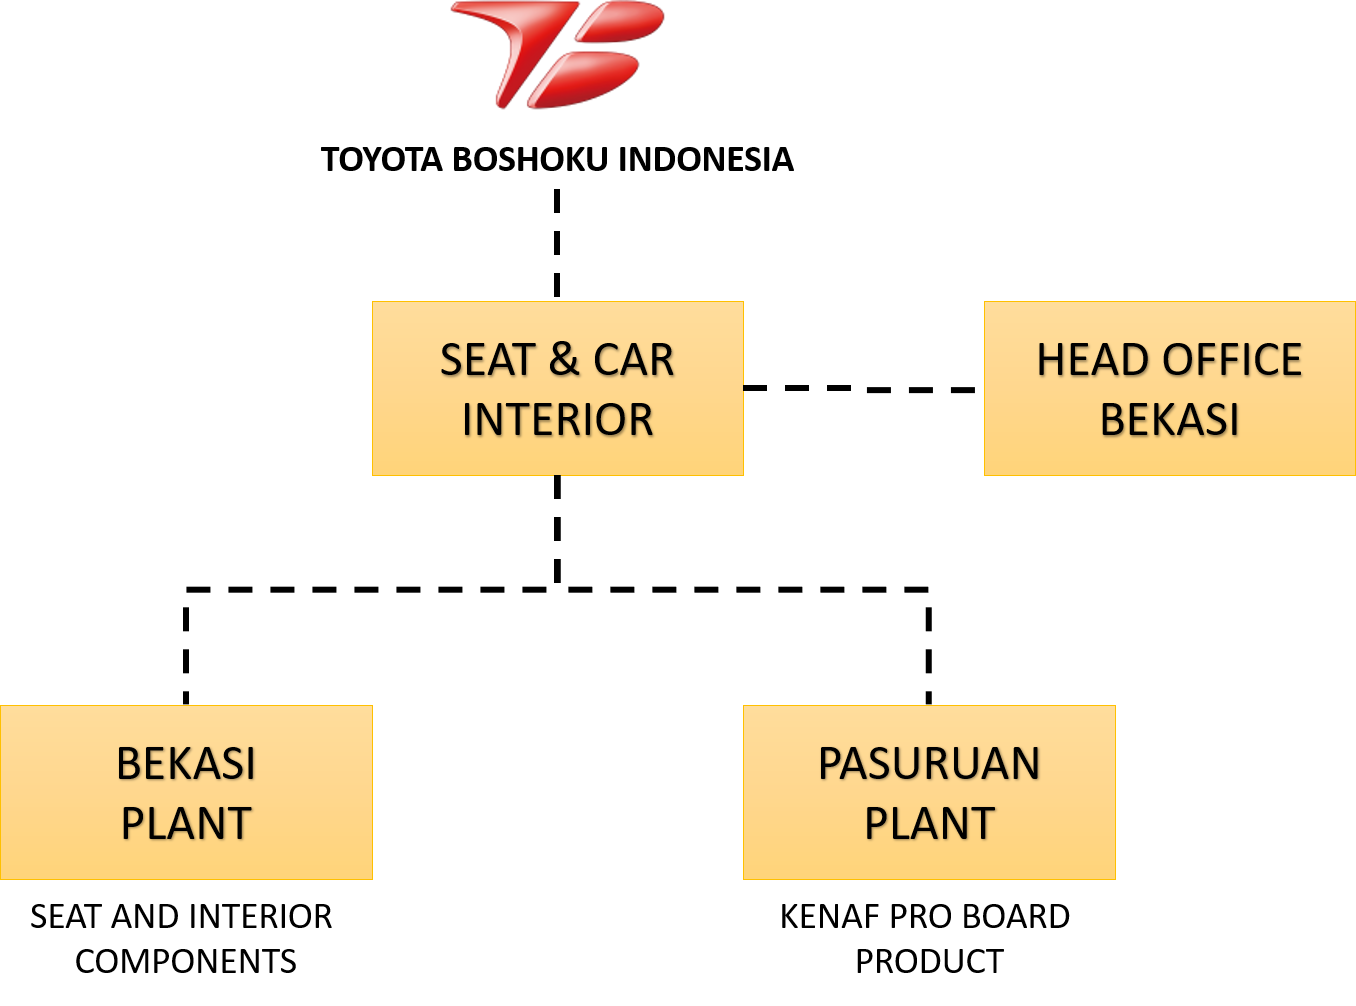 TOYOTA BOSHOKU INDONESIA
SEAT & CAR
INTERIOR
HEAD OFFICE
BEKASI
BEKASI
PLANT
PASURUAN
PLANT
SEAT AND INTERIOR
COMPONENTS
KENAF PRO BOARD
PRODUCT